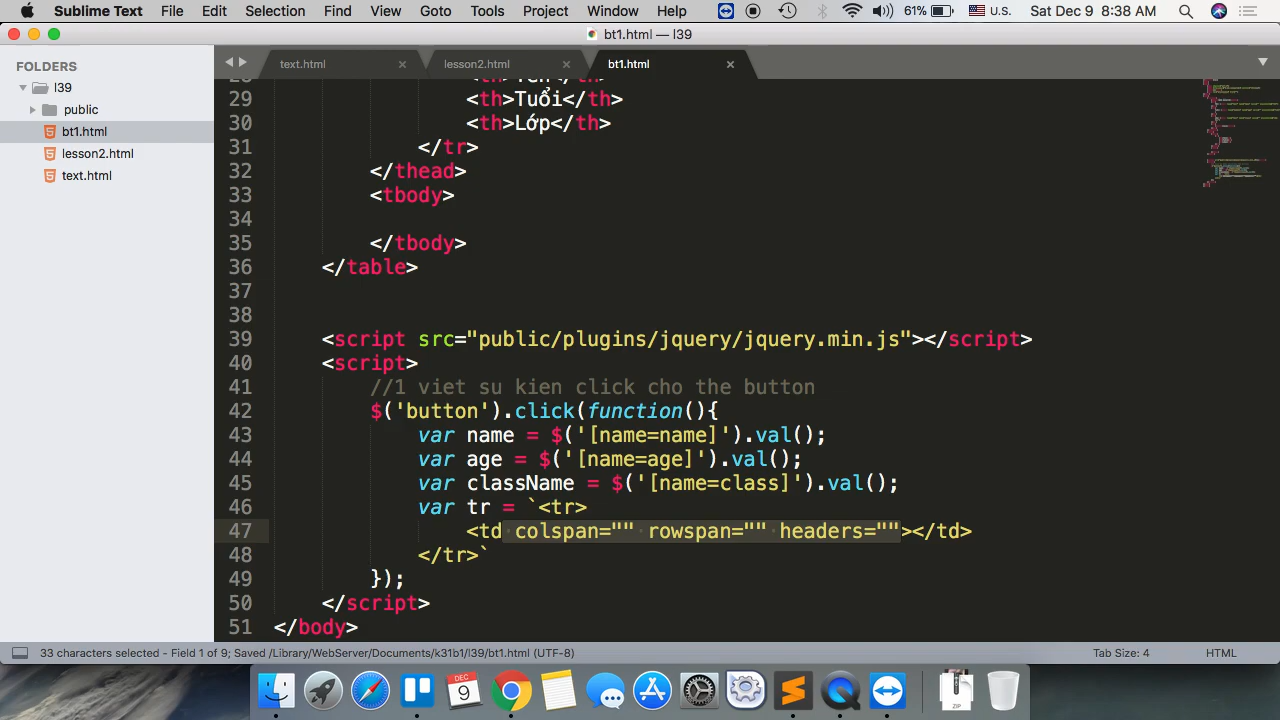 Sublime Text File Edit Selection Find View Goto Tools Project Window Help 61% U.S. Sat Dec 9 8:38 AM
bt1.html — l39
FOLDERS
l39
public
bt1.html
lesson2.html
text.html
text.html lesson2.html bt1.html
28 <th>Tên</th>
29 <th>Tuổi</th>
30 <th>Lớp</th>
31 </tr>
32 </thead>
33 <tbody>
34
35 </tbody>
36 </table>
37
38
39 <script src="public/plugins/jquery/jquery.min.js"></script>
40 <script>
41 //1 viet su kien click cho the button
42 $('button').click(function(){
43 var name = $('[name=name]').val();
44 var age = $('[name=age]').val();
45 var className = $('[name=class]').val();
46 var tr = `<tr>
47 <td colspan="" rowspan="" headers=""></td>
48 </tr>`
49 });
50 </script>
51 </body>
33 characters selected - Field 1 of 9; Saved /Library/WebServer/Documents/k31b1/l39/bt1.html (UTF-8) Tab Size: 4 HTML
DEC
9
ZIP